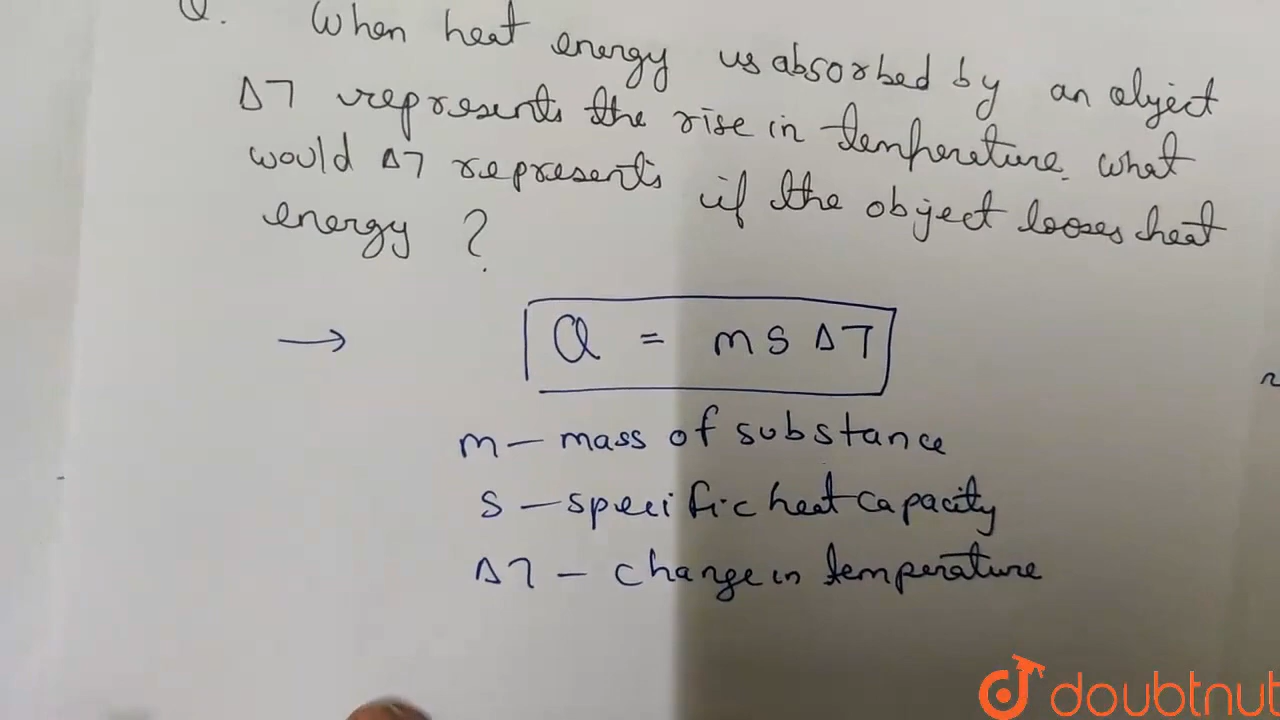 Q. When heat energy is absorbed by an object
ΔT represents the rise in temperature. what
would ΔT represents if the object looses heat
energy ?
→ Q = m s ΔT
m — mass of substance
s — specific heat capacity
ΔT — change in temperature
doubtnut